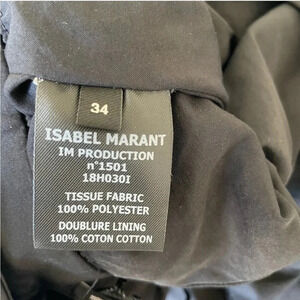 34
ISABEL MARANT
IM PRODUCTION
n°1501
18H030I
TISSUE FABRIC
100% POLYESTER
DOUBLURE LINING
100% COTON COTTON